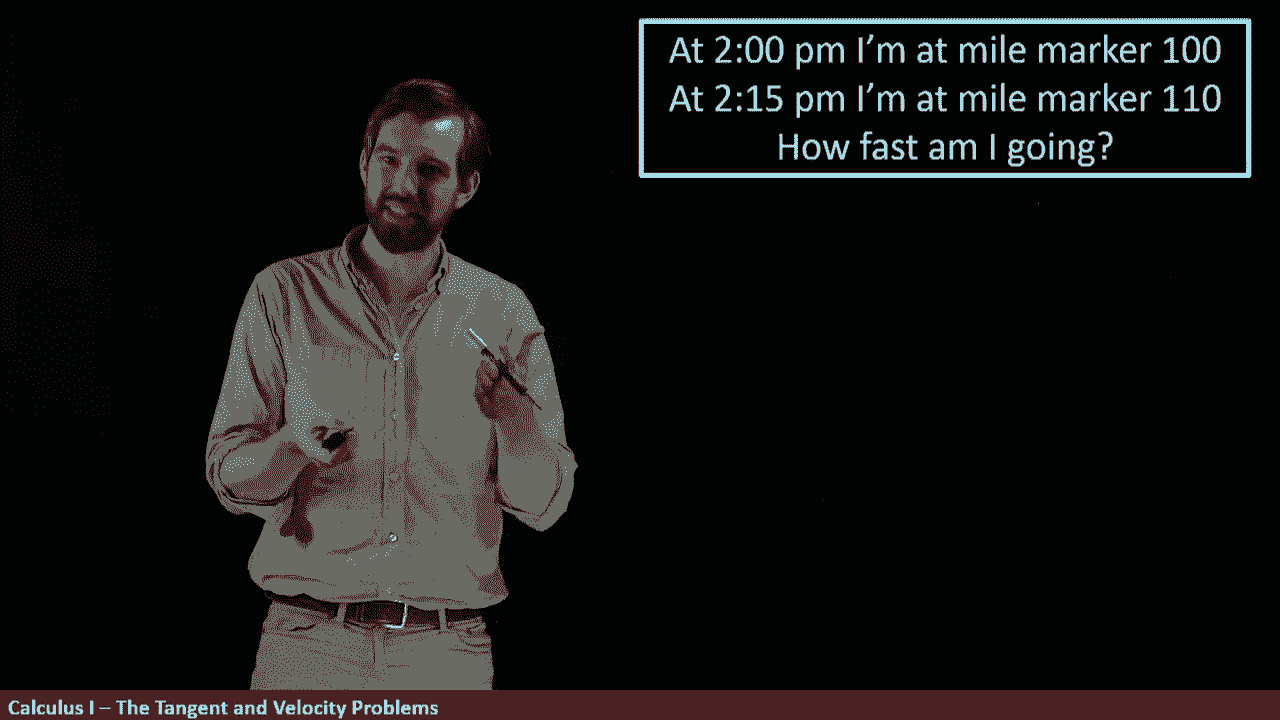 At 2:00 pm I’m at mile marker 100
At 2:15 pm I’m at mile marker 110
How fast am I going?
Calculus I – The Tangent and Velocity Problems